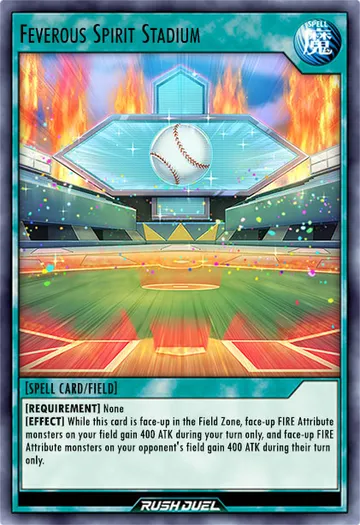 Feverous Spirit Stadium
SPELL
魔
[SPELL CARD/FIELD]
[REQUIREMENT] None
[EFFECT] While this card is face-up in the Field Zone, face-up FIRE Attribute
monsters on your field gain 400 ATK during your turn only, and face-up FIRE
Attribute monsters on your opponent's field gain 400 ATK during their turn
only.
RUSH DUEL